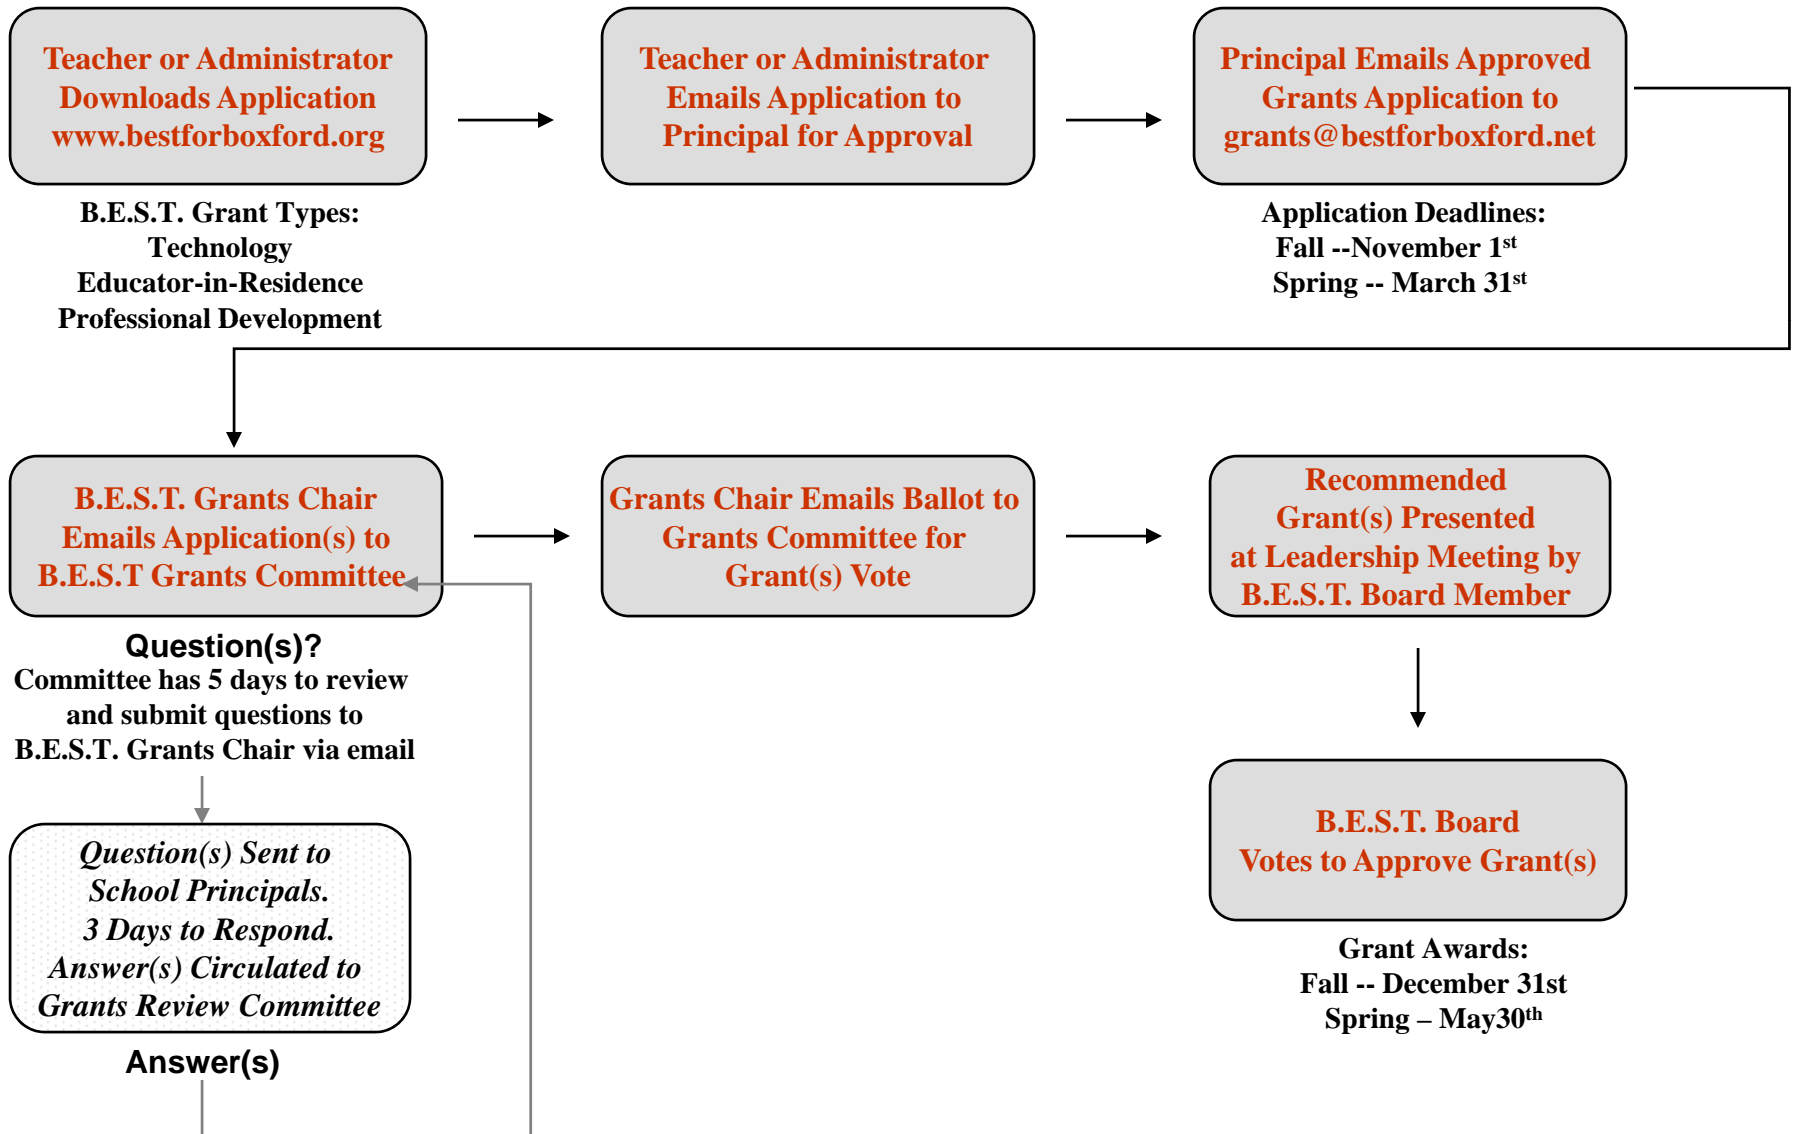 Teacher or Administrator
Downloads Application
www.bestforboxford.org
Teacher or Administrator
Emails Application to
Principal for Approval
Principal Emails Approved
Grants Application to
grants@bestforboxford.net
B.E.S.T. Grant Types:
Technology
Educator-in-Residence
Professional Development
Application Deadlines:
Fall --November 1st
Spring -- March 31st
B.E.S.T. Grants Chair
Emails Application(s) to
B.E.S.T Grants Committee
Grants Chair Emails Ballot to
Grants Committee for
Grant(s) Vote
Recommended
Grant(s) Presented
at Leadership Meeting by
B.E.S.T. Board Member
Question(s)?
Committee has 5 days to review
and submit questions to
B.E.S.T. Grants Chair via email
Question(s) Sent to
School Principals.
3 Days to Respond.
Answer(s) Circulated to
Grants Review Committee
Answer(s)
B.E.S.T. Board
Votes to Approve Grant(s)
Grant Awards:
Fall -- December 31st
Spring – May30th